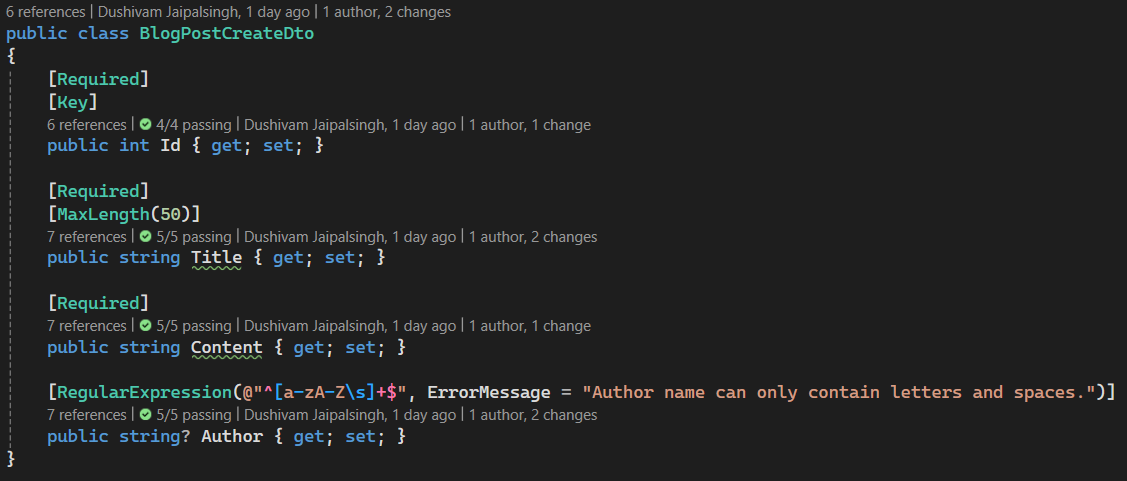 6 references | Dushivam Jaipalsingh, 1 day ago | 1 author, 2 changes
public class BlogPostCreateDto
{
[Required]
[Key]
6 references | 4/4 passing | Dushivam Jaipalsingh, 1 day ago | 1 author, 1 change
public int Id { get; set; }
[Required]
[MaxLength(50)]
7 references | 5/5 passing | Dushivam Jaipalsingh, 1 day ago | 1 author, 2 changes
public string Title { get; set; }
[Required]
7 references | 5/5 passing | Dushivam Jaipalsingh, 1 day ago | 1 author, 1 change
public string Content { get; set; }
[RegularExpression(@"^[a-zA-Z\s]+$", ErrorMessage = "Author name can only contain letters and spaces.")]
7 references | 5/5 passing | Dushivam Jaipalsingh, 1 day ago | 1 author, 2 changes
public string? Author { get; set; }
}